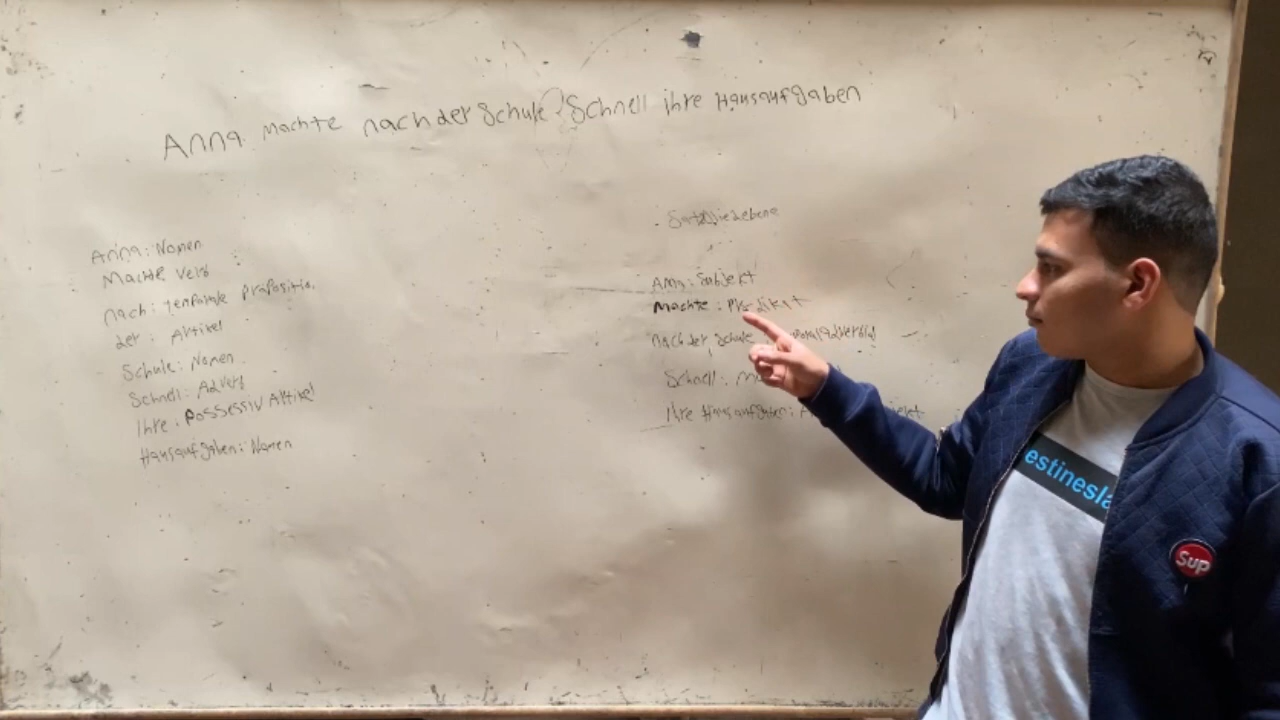 Anna machte nach der Schule schnell ihre Hausaufgaben
Anna: Nomen
Machte Verb
nach: temporale Präpositio.
der: Artikel
Schule: Nomen
Schnell: Adverb
Ihre: Possessiv Artikel
Hausaufgaben: Nomen
Satzgliedebene
Anna: Subjekt
Machte: Prädikat
nach der Schule
Schnell:
Ihre Hausaufgaben:
estinesla
Sup